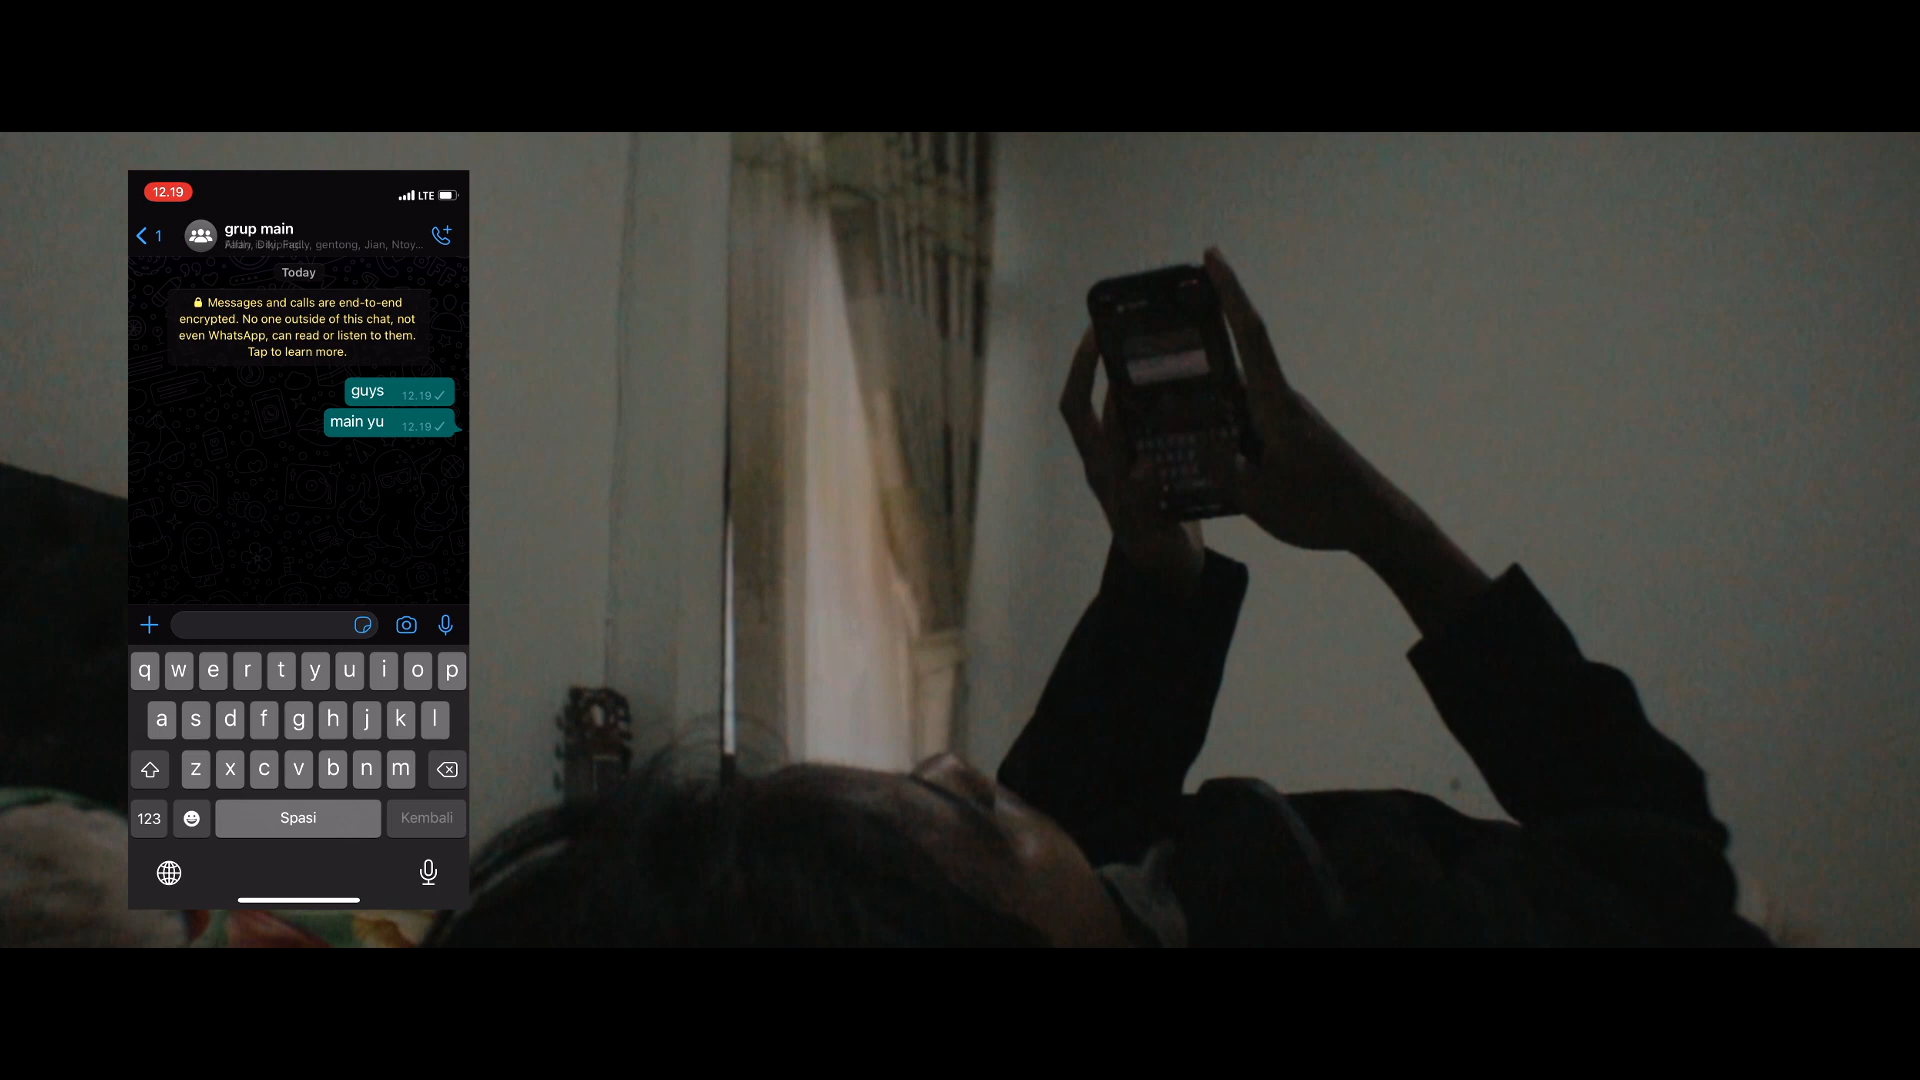 12.19
LTE
1
grup main
gentong, Jian, Ntoy...
Today
Messages and calls are end-to-end
encrypted. No one outside of this chat, not
even WhatsApp, can read or listen to them.
Tap to learn more.
guys 12.19
main yu 12.19
q w e r t y u i o p
a s d f g h j k l
z x c v b n m
123 Spasi Kembali